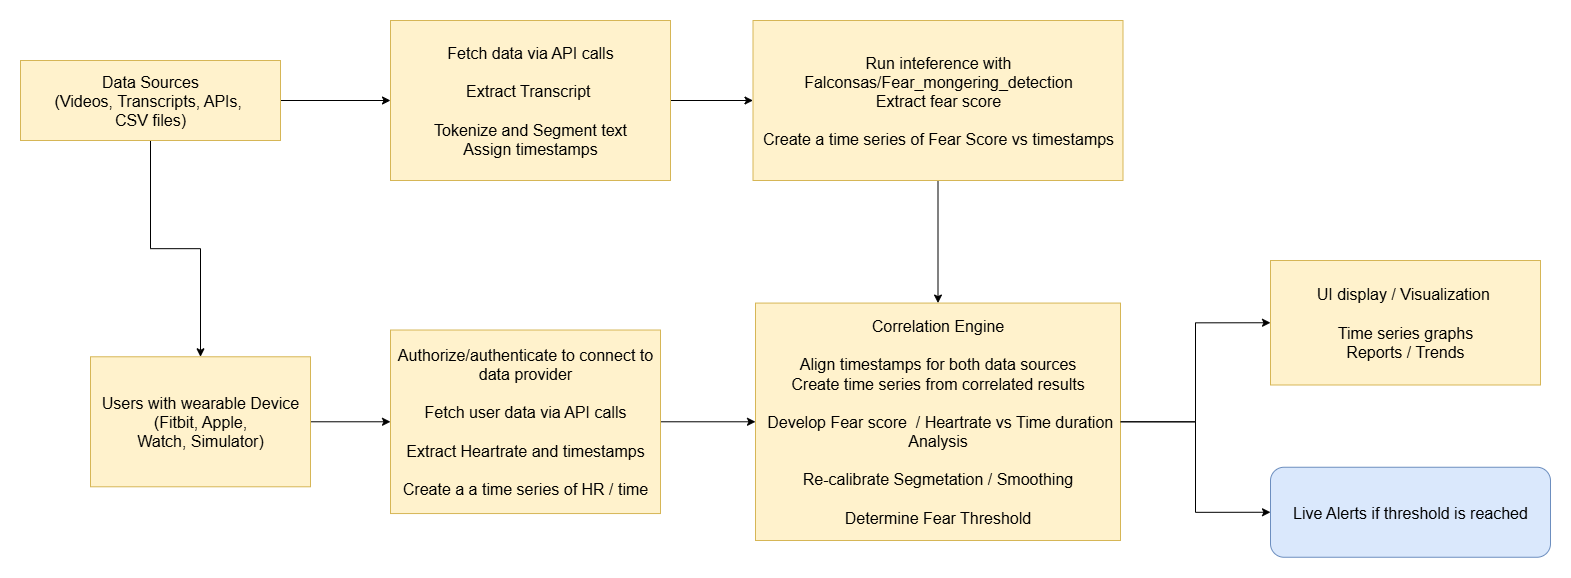 Data Sources
(Videos, Transcripts, APIs,
CSV files)
Fetch data via API calls
Extract Transcript
Tokenize and Segment text
Assign timestamps
Run inteference with
Falconsas/Fear_mongering_detection
Extract fear score
Create a time series of Fear Score vs timestamps
Users with wearable Device
(Fitbit, Apple,
Watch, Simulator)
Authorize/authenticate to connect to
data provider
Fetch user data via API calls
Extract Heartrate and timestamps
Create a a time series of HR / time
Correlation Engine
Align timestamps for both data sources
Create time series from correlated results
Develop Fear score / Heartrate vs Time duration
Analysis
Re-calibrate Segmetation / Smoothing
Determine Fear Threshold
UI display / Visualization
Time series graphs
Reports / Trends
Live Alerts if threshold is reached